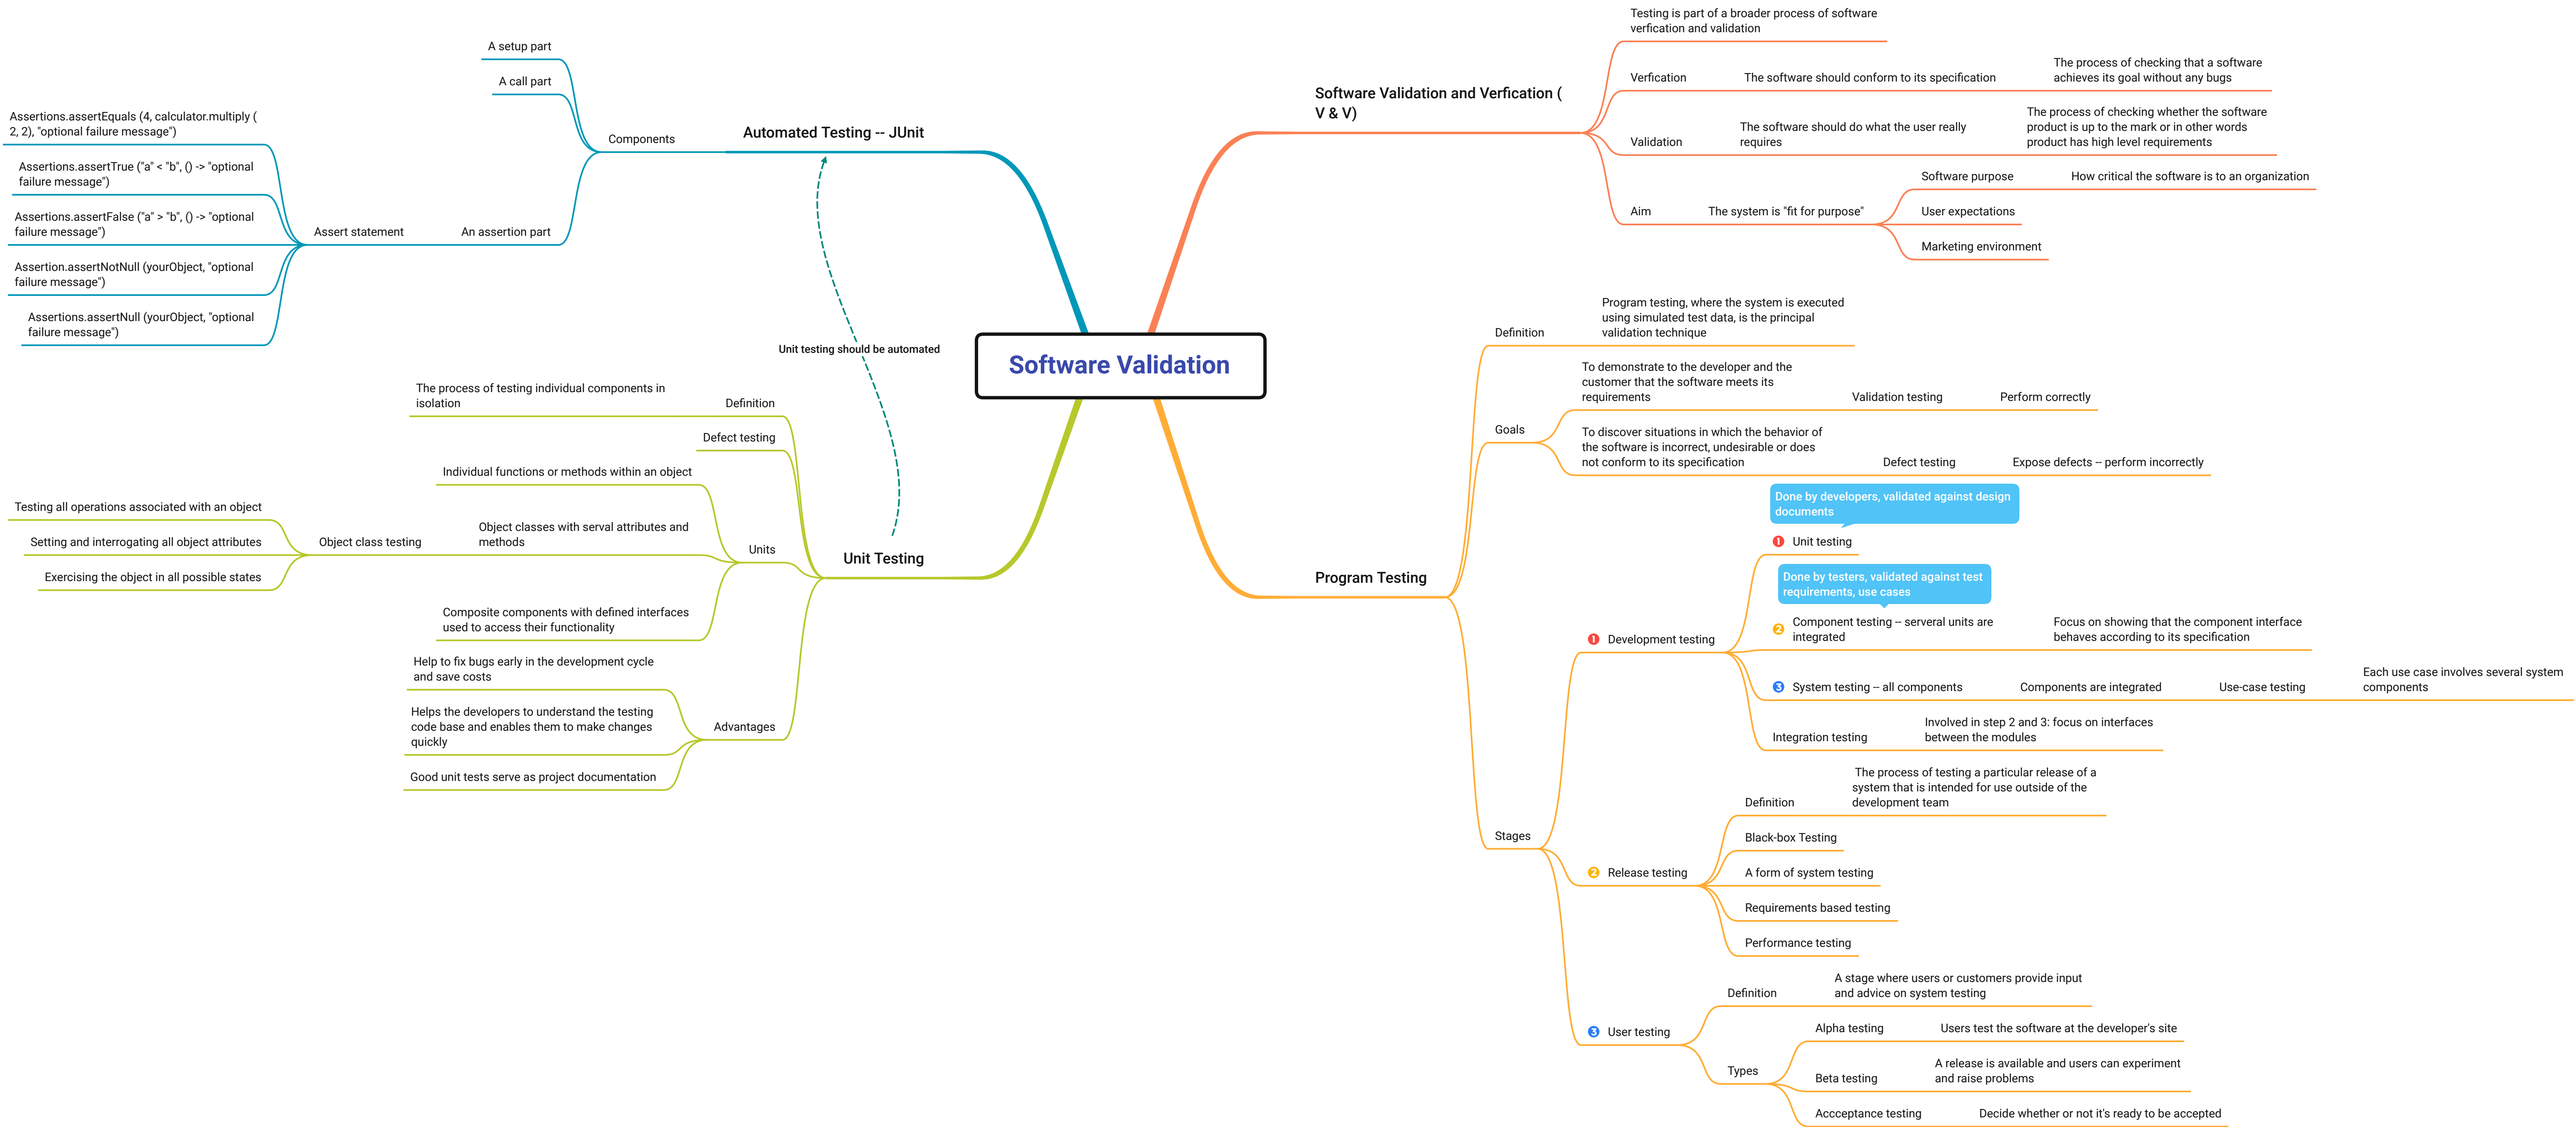 Software Validation
Software Validation and Verfication (
V & V)
Testing is part of a broader process of software
verfication and validation
Verfication
The software should conform to its specification
The process of checking that a software
achieves its goal without any bugs
Validation
The software should do what the user really
requires
The process of checking whether the software
product is up to the mark or in other words
product has high level requirements
Aim
The system is "fit for purpose"
Software purpose
How critical the software is to an organization
User expectations
Marketing environment
Program Testing
Definition
Program testing, where the system is executed
using simulated test data, is the principal
validation technique
Goals
To demonstrate to the developer and the
customer that the software meets its
requirements
Validation testing
Perform correctly
To discover situations in which the behavior of
the software is incorrect, undesirable or does
not conform to its specification
Defect testing
Expose defects -- perform incorrectly
Stages
1 Development testing
Done by developers, validated against design
documents
1 Unit testing
Done by testers, validated against test
requirements, use cases
2 Component testing -- serveral units are
integrated
Focus on showing that the component interface
behaves according to its specification
3 System testing -- all components
Components are integrated
Use-case testing
Each use case involves several system
components
Integration testing
Involved in step 2 and 3: focus on interfaces
between the modules
2 Release testing
Definition
The process of testing a particular release of a
system that is intended for use outside of the
development team
Black-box Testing
A form of system testing
Requirements based testing
Performance testing
3 User testing
Definition
A stage where users or customers provide input
and advice on system testing
Types
Alpha testing
Users test the software at the developer's site
Beta testing
A release is available and users can experiment
and raise problems
Accceptance testing
Decide whether or not it's ready to be accepted
Automated Testing -- JUnit
Components
A setup part
A call part
An assertion part
Assert statement
Assertions.assertEquals (4, calculator.multiply (
2, 2), "optional failure message")
Assertions.assertTrue ("a" < "b", () -> "optional
failure message")
Assertions.assertFalse ("a" > "b", () -> "optional
failure message")
Assertion.assertNotNull (yourObject, "optional
failure message")
Assertions.assertNull (yourObject, "optional
failure message")
Unit testing should be automated
Unit Testing
Definition
The process of testing individual components in
isolation
Defect testing
Units
Individual functions or methods within an object
Object classes with serval attributes and
methods
Object class testing
Testing all operations associated with an object
Setting and interrogating all object attributes
Exercising the object in all possible states
Composite components with defined interfaces
used to access their functionality
Advantages
Help to fix bugs early in the development cycle
and save costs
Helps the developers to understand the testing
code base and enables them to make changes
quickly
Good unit tests serve as project documentation